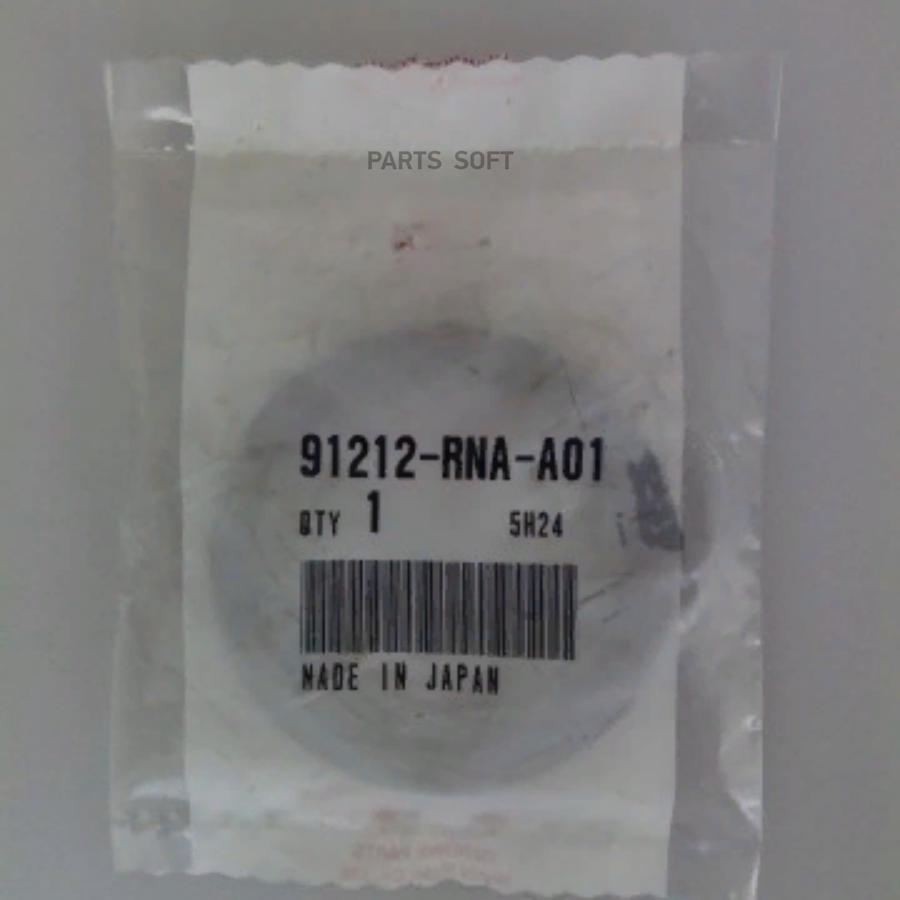 PARTS SOFT
91212-RNA-A01
QTY 1 5H24
MADE IN JAPAN